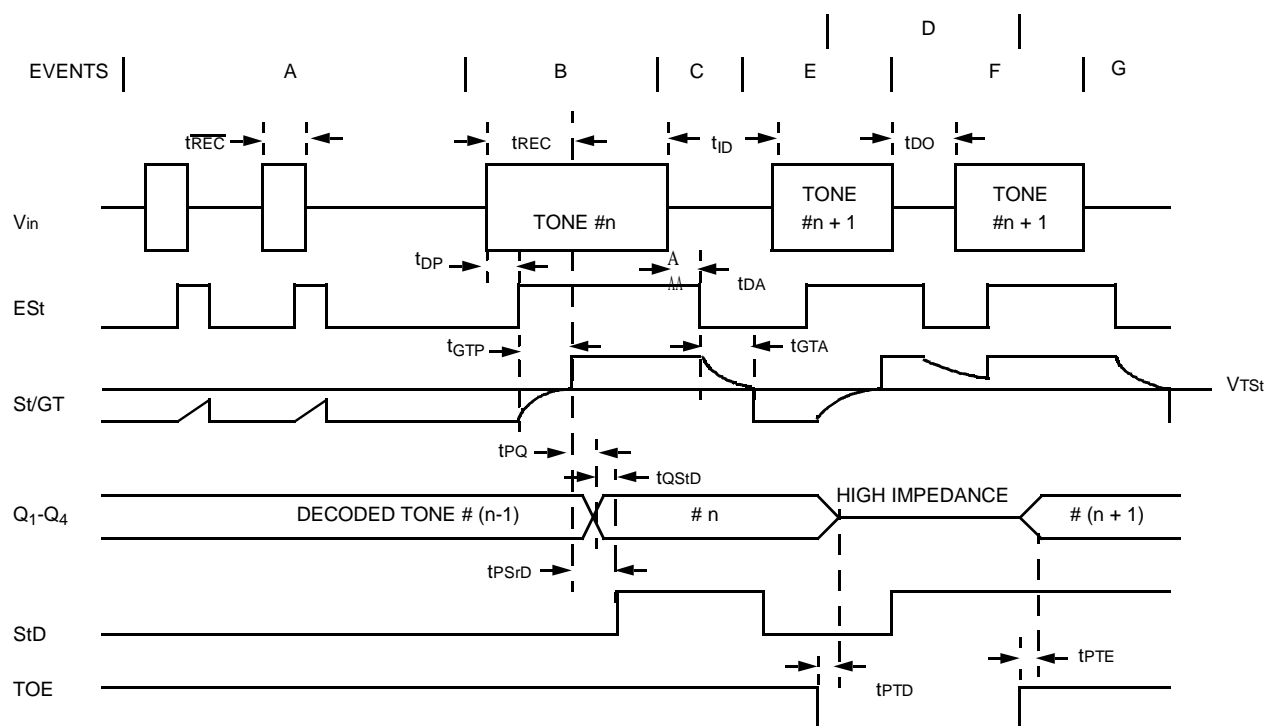 D
EVENTS A B C E F G
tREC tREC tID tDO
Vin
TONE #n
TONE
#n + 1
TONE
#n + 1
tDP
A
AA
tDA
ESt
tGTP
tGTA
VTSt
St/GT
tPQ
tQStD
HIGH IMPEDANCE
Q1-Q4
DECODED TONE # (n-1)
# n
# (n + 1)
tPSrD
StD
tPTE
tPTD
TOE